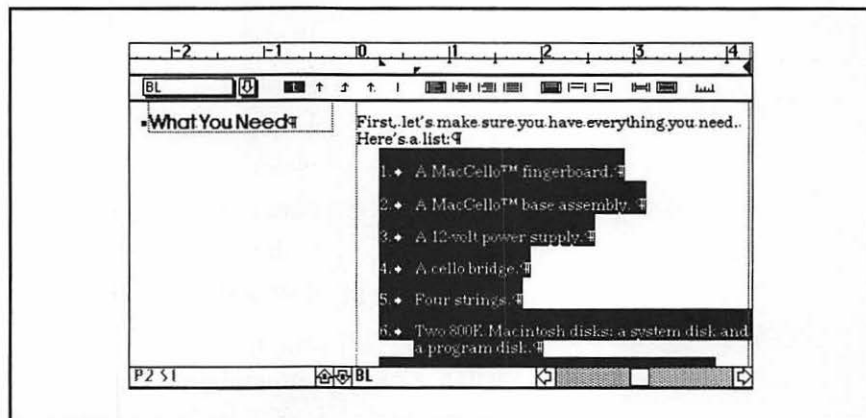 -2 -1 0 1 2 3 4
BL
What You Need¶
First, let's make sure you have everything you need.
Here's a list:¶
1. A MacCello™ fingerboard.¶
2. A MacCello™ base assembly. ¶
3. A 12-volt power supply.¶
4. A cello bridge.¶
5. Four strings.¶
6. Two 800K Macintosh disks: a system disk and
a program disk.¶
P2 S1 BL